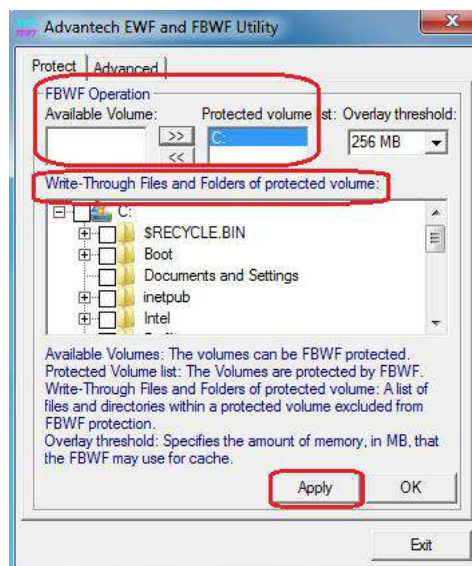 Advantech EWF and FBWF Utility
Protect Advanced
FBWF Operation
Available Volume: Protected volume st: Overlay threshold:
>> C: 256 MB
<<
Write-Through Files and Folders of protected volume:
C:
$RECYCLE.BIN
Boot
Documents and Settings
inetpub
Intel
Available Volumes: The volumes can be FBWF protected.
Protected Volume list: The Volumes are protected by FBWF.
Write-Through Files and Folders of protected volume: A list of
files and directories within a protected volume excluded from
FBWF protection.
Overlay threshold: Specifies the amount of memory, in MB, that
the FBWF may use for cache.
Apply OK
Exit